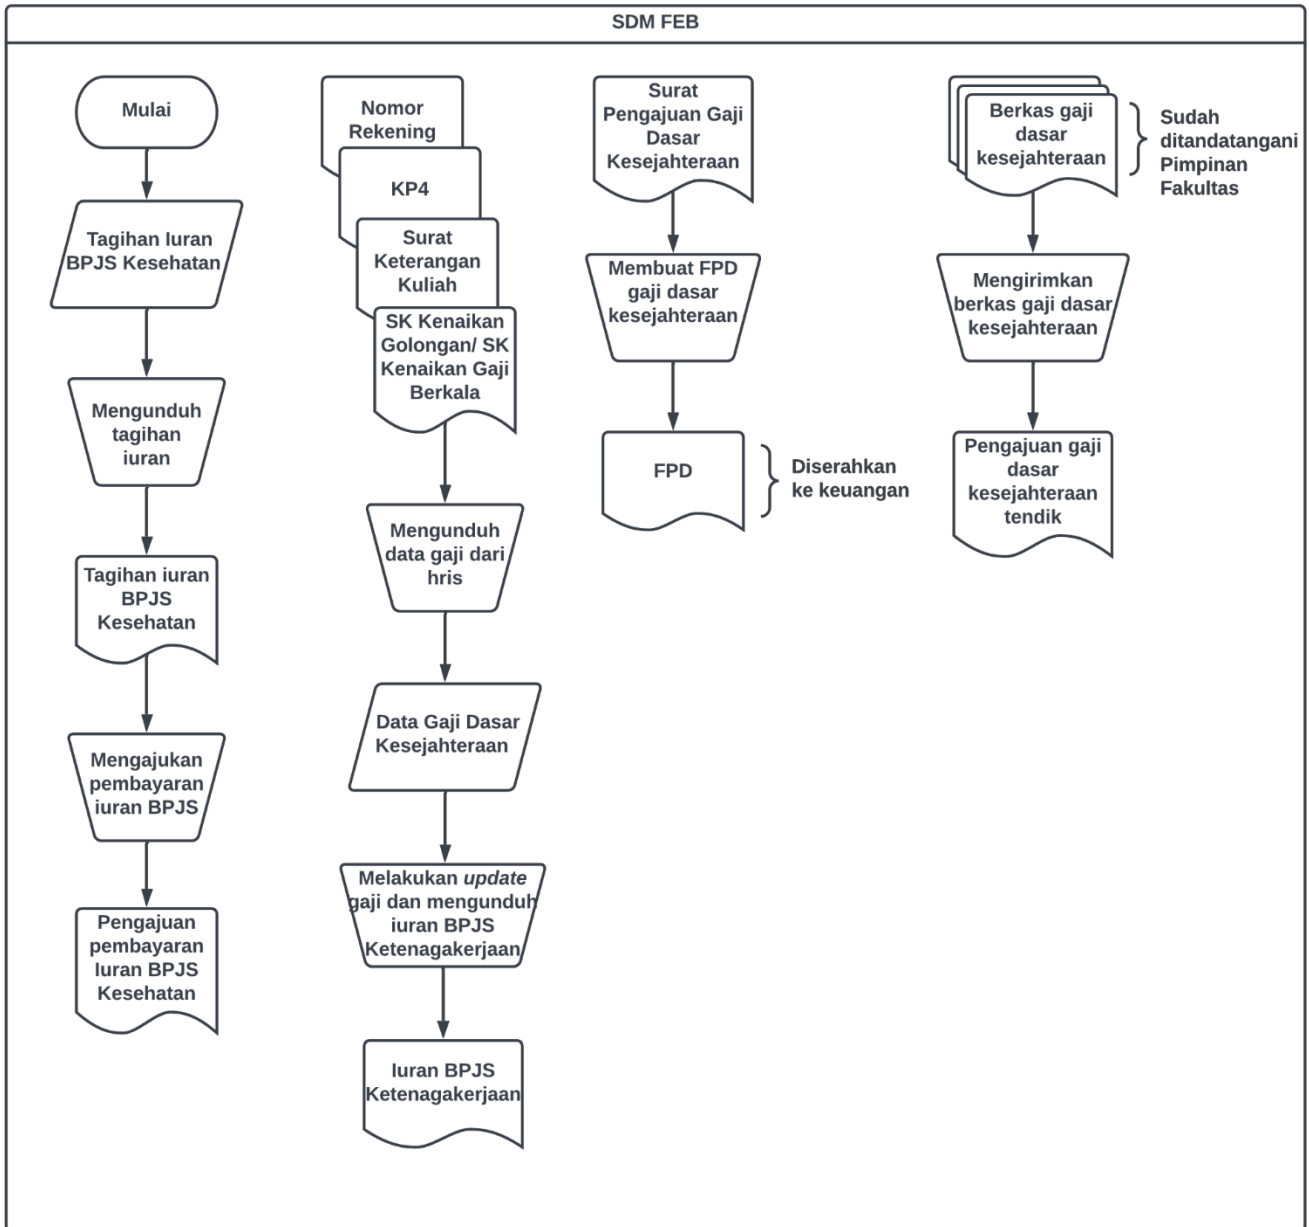 SDM FEB
Mulai
Tagihan Iuran
BPJS Kesehatan
Mengunduh
tagihan
iuran
Tagihan iuran
BPJS
Kesehatan
Mengajukan
pembayaran
iuran BPJS
Pengajuan
pembayaran
Iuran BPJS
Kesehatan
Nomor
Rekening
KP4
Surat
Keterangan
Kuliah
SK Kenaikan
Golongan/ SK
Kenaikan Gaji
Berkala
Mengunduh
data gaji dari
hris
Data Gaji Dasar
Kesejahteraan
Melakukan update
gaji dan mengunduh
iuran BPJS
Ketenagakerjaan
Iuran BPJS
Ketenagakerjaan
Surat
Pengajuan Gaji
Dasar
Kesejahteraan
Membuat FPD
gaji dasar
kesejahteraan
FPD
Diserahkan
ke keuangan
Berkas gaji
dasar
kesejahteraan
Sudah
ditandatangani
Pimpinan
Fakultas
Mengirimkan
berkas gaji dasar
kesejahteraan
Pengajuan gaji
dasar
kesejahteraan
tendik